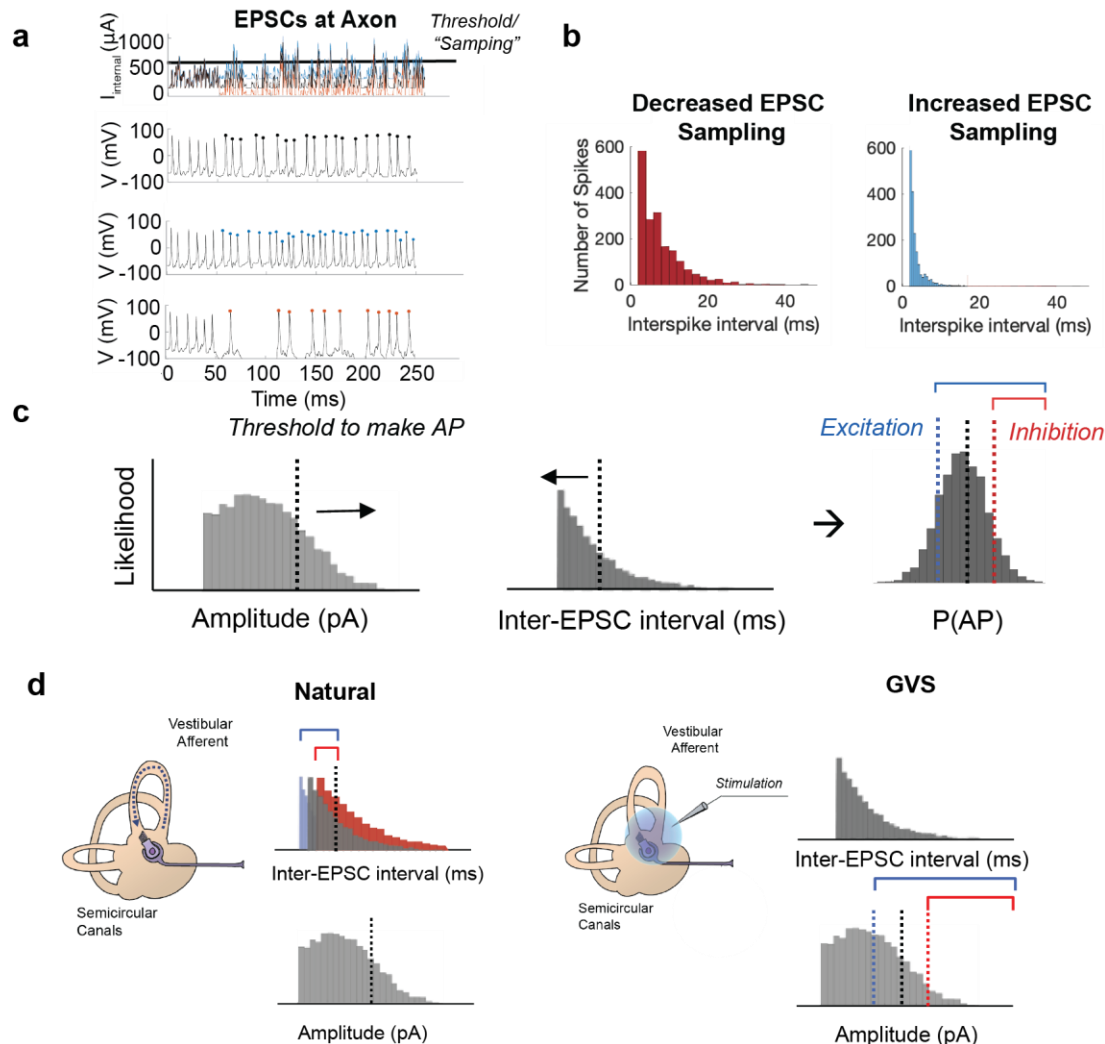 a
EPSCs at Axon
Threshold/
"Samping"
I internal (µA)
1000
500
0
V (mV)
100
0
-100
V (mV)
100
0
-100
V (mV)
100
0
-100
0 50 100 150 200 250
Time (ms)
b
Decreased EPSC
Sampling
Number of Spikes
600
400
200
0
0 20 40
Interspike interval (ms)
Increased EPSC
Sampling
600
400
200
0
0 20 40
Interspike interval (ms)
c
Threshold to make AP
Likelihood
Amplitude (pA)
Inter-EPSC interval (ms)
Excitation
Inhibition
P(AP)
d
Natural
Vestibular
Afferent
Semicircular
Canals
Inter-EPSC interval (ms)
Amplitude (pA)
GVS
Vestibular
Afferent
Stimulation
Semicircular
Canals
Inter-EPSC interval (ms)
Amplitude (pA)